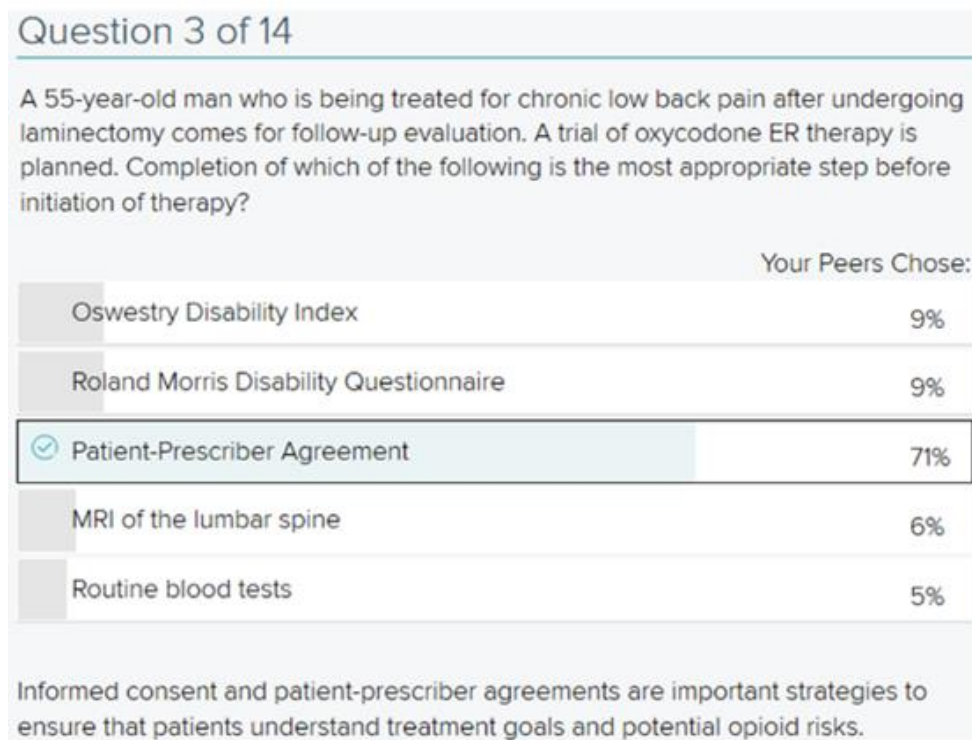 Question 3 of 14
A 55-year-old man who is being treated for chronic low back pain after undergoing
laminectomy comes for follow-up evaluation. A trial of oxycodone ER therapy is
planned. Completion of which of the following is the most appropriate step before
initiation of therapy?
Your Peers Chose:
Oswestry Disability Index 9%
Roland Morris Disability Questionnaire 9%
Patient-Prescriber Agreement 71%
MRI of the lumbar spine 6%
Routine blood tests 5%
Informed consent and patient-prescriber agreements are important strategies to
ensure that patients understand treatment goals and potential opioid risks.